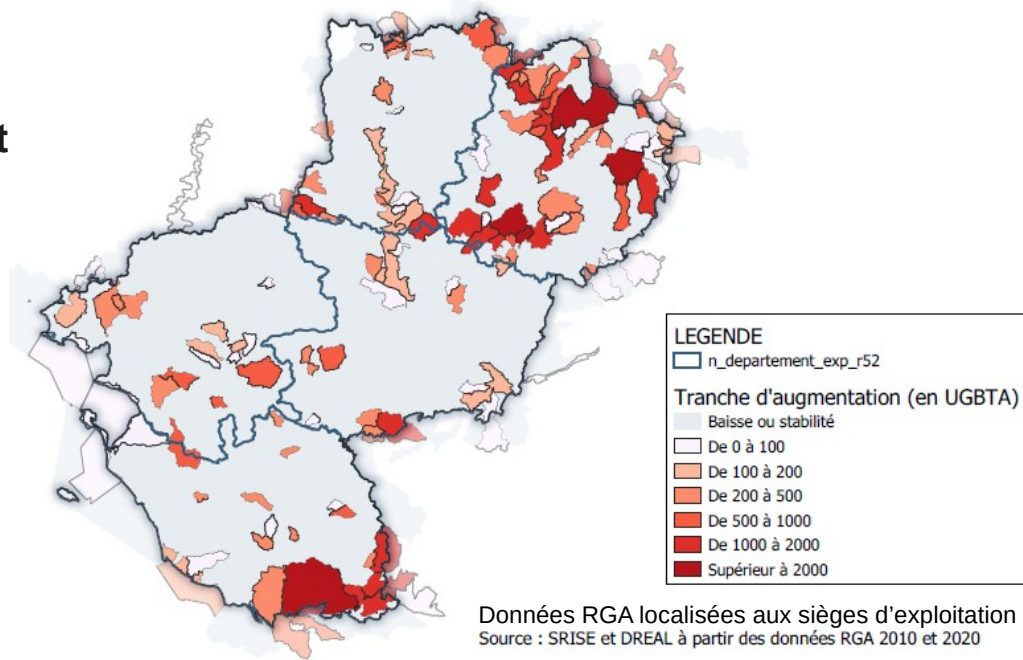 t
LEGENDE
n_departement_exp_r52
Tranche d'augmentation (en UGBTA)
Baisse ou stabilité
De 0 à 100
De 100 à 200
De 200 à 500
De 500 à 1000
De 1000 à 2000
Supérieur à 2000
Données RGA localisées aux sièges d’exploitation
Source : SRISE et DREAL à partir des données RGA 2010 et 2020